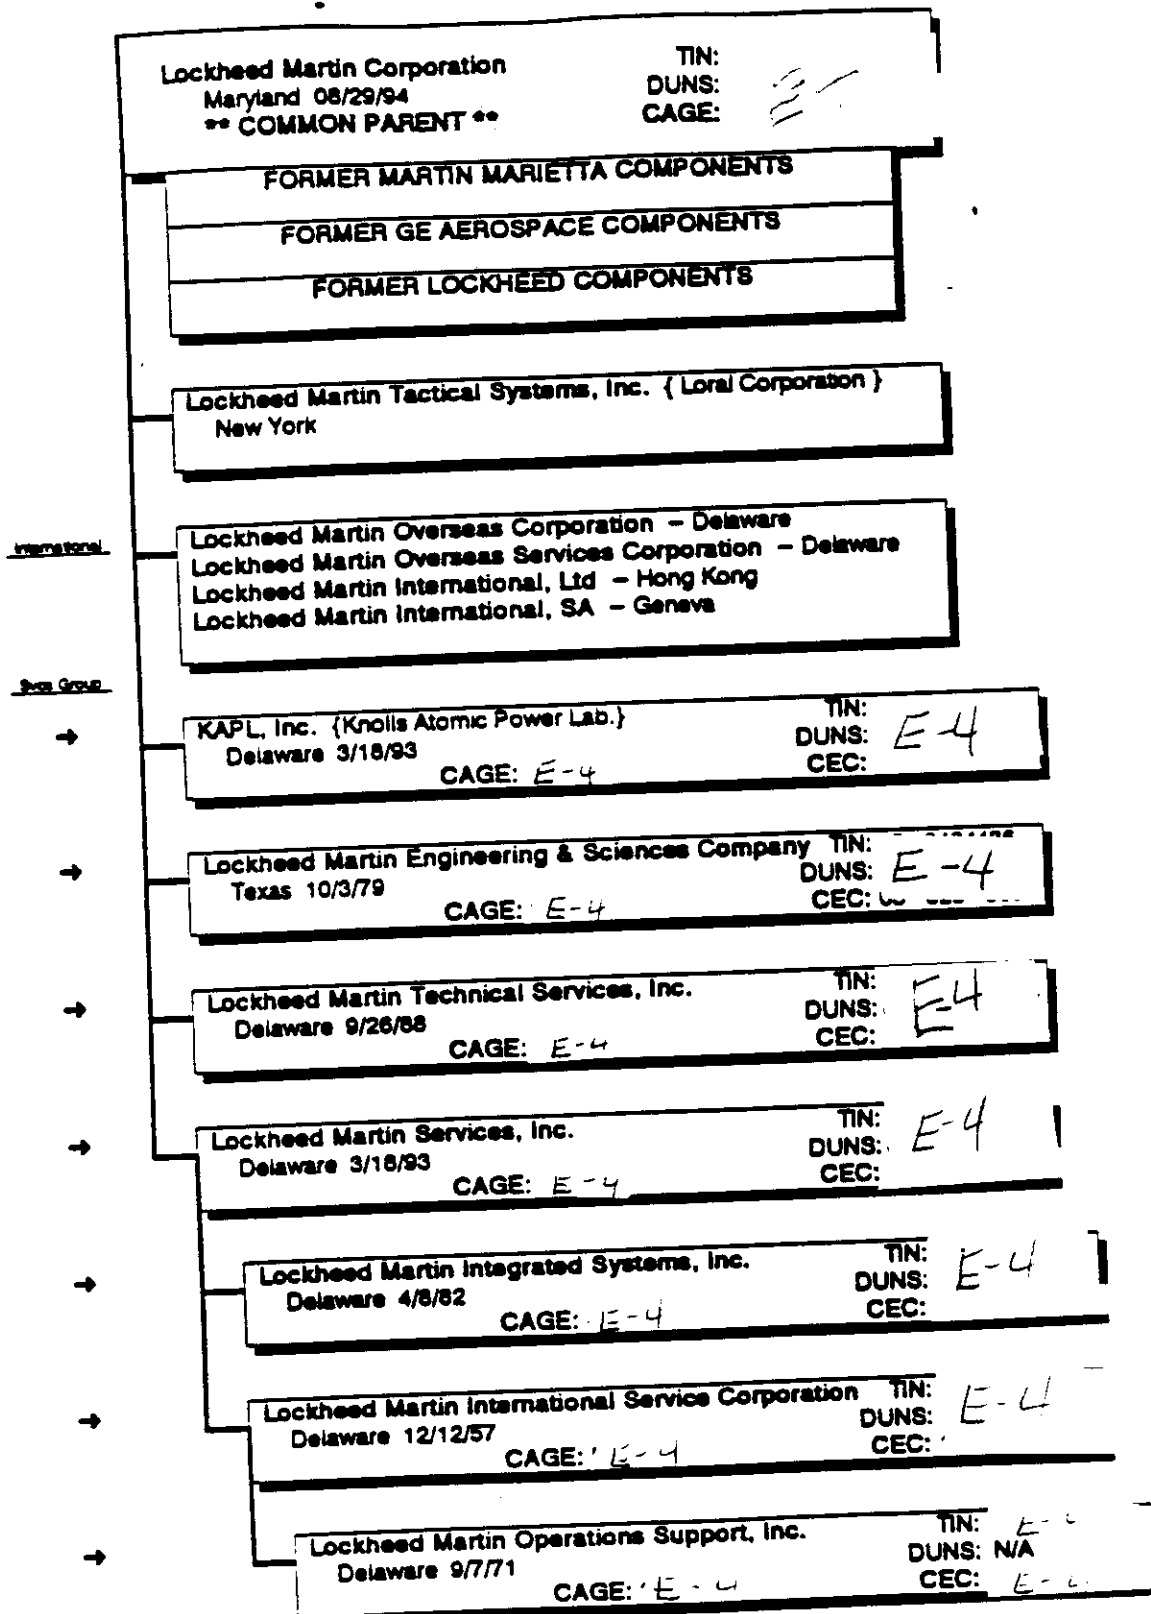 Lockheed Martin Corporation TIN:
Maryland 08/29/94 DUNS:
** COMMON PARENT ** CAGE:
FORMER MARTIN MARIETTA COMPONENTS
FORMER GE AEROSPACE COMPONENTS
FORMER LOCKHEED COMPONENTS
Lockheed Martin Tactical Systems, Inc. { Loral Corporation }
New York
International
Lockheed Martin Overseas Corporation – Delaware
Lockheed Martin Overseas Services Corporation – Delaware
Lockheed Martin International, Ltd – Hong Kong
Lockheed Martin International, SA – Geneva
Svcs Group
→ KAPL, Inc. {Knolls Atomic Power Lab.} TIN:
Delaware 3/18/93 DUNS: E-4
CAGE: E-4 CEC:
→ Lockheed Martin Engineering & Sciences Company TIN:
Texas 10/3/79 DUNS: E-4
CAGE: E-4 CEC:
→ Lockheed Martin Technical Services, Inc. TIN:
Delaware 9/26/88 DUNS: E-4
CAGE: E-4 CEC:
→ Lockheed Martin Services, Inc. TIN:
Delaware 3/18/93 DUNS: E-4
CAGE: E-4 CEC:
→ Lockheed Martin Integrated Systems, Inc. TIN:
Delaware 4/8/82 DUNS: E-4
CAGE: E-4 CEC:
→ Lockheed Martin International Service Corporation TIN:
Delaware 12/12/57 DUNS: E-4
CAGE: E-4 CEC:
→ Lockheed Martin Operations Support, Inc. TIN:
Delaware 9/7/71 DUNS: N/A
CAGE: E-4 CEC: